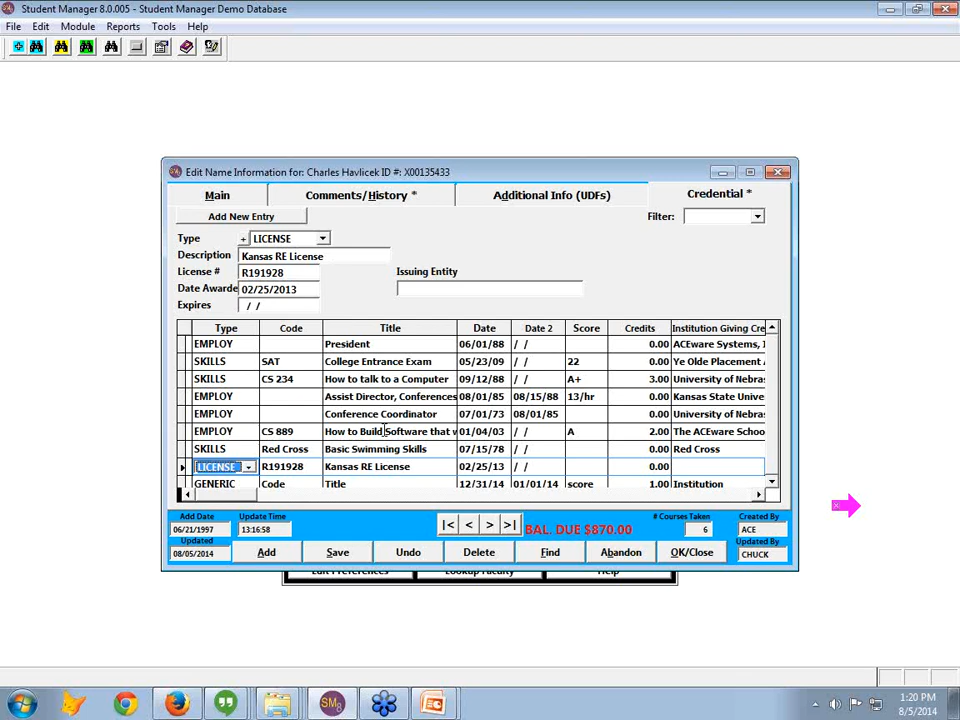 Student Manager 8.0.005 - Student Manager Demo Database
File Edit Module Reports Tools Help
Edit Name Information for: Charles Havlicek ID #: X00135433
Main Comments/History * Additional Info (UDFs) Credential *
Add New Entry Filter:
Type + LICENSE
Description Kansas RE License
License # R191928 Issuing Entity
Date Awarde 02/25/2013
Expires / /
Type Code Title Date Date 2 Score Credits Institution Giving Cre
EMPLOY President 06/01/88 / / 0.00 ACEware Systems, I
SKILLS SAT College Entrance Exam 05/23/09 / / 22 0.00 Ye Olde Placement
SKILLS CS 234 How to talk to a Computer 09/12/88 / / A+ 3.00 University of Nebras
EMPLOY Assist Director, Conferences 08/01/85 08/15/88 13/hr 0.00 Kansas State Univer
EMPLOY Conference Coordinator 07/01/73 08/01/85 0.00 University of Nebras
EMPLOY CS 889 How to Build Software that w 01/04/03 / / A 2.00 The ACEware Schoo
SKILLS Red Cross Basic Swimming Skills 07/15/78 / / 0.00 Red Cross
LICENSE R191928 Kansas RE License 02/25/13 / / 0.00
GENERIC Code Title 12/31/14 01/01/14 score 1.00 Institution
Add Date Update Time # Courses Taken Created By
06/21/1997 13:16:58 |< < > >| BAL. DUE $870.00 6 ACE
Updated Updated By
08/05/2014 Add Save Undo Delete Find Abandon OK/Close CHUCK
Edit Preferences Lookup Faculty Help
1:20 PM
8/5/2014